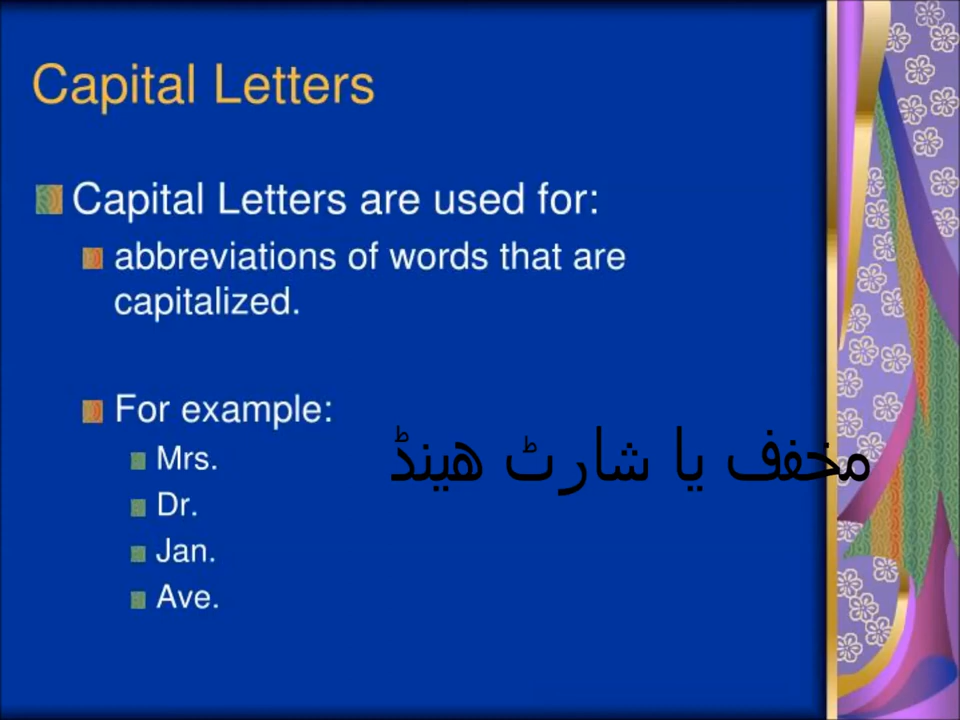 Capital Letters
Capital Letters are used for:
abbreviations of words that are
capitalized.
For example:
Mrs.
مخفف یا شارٹ ھینڈ
Dr.
Jan.
Ave.